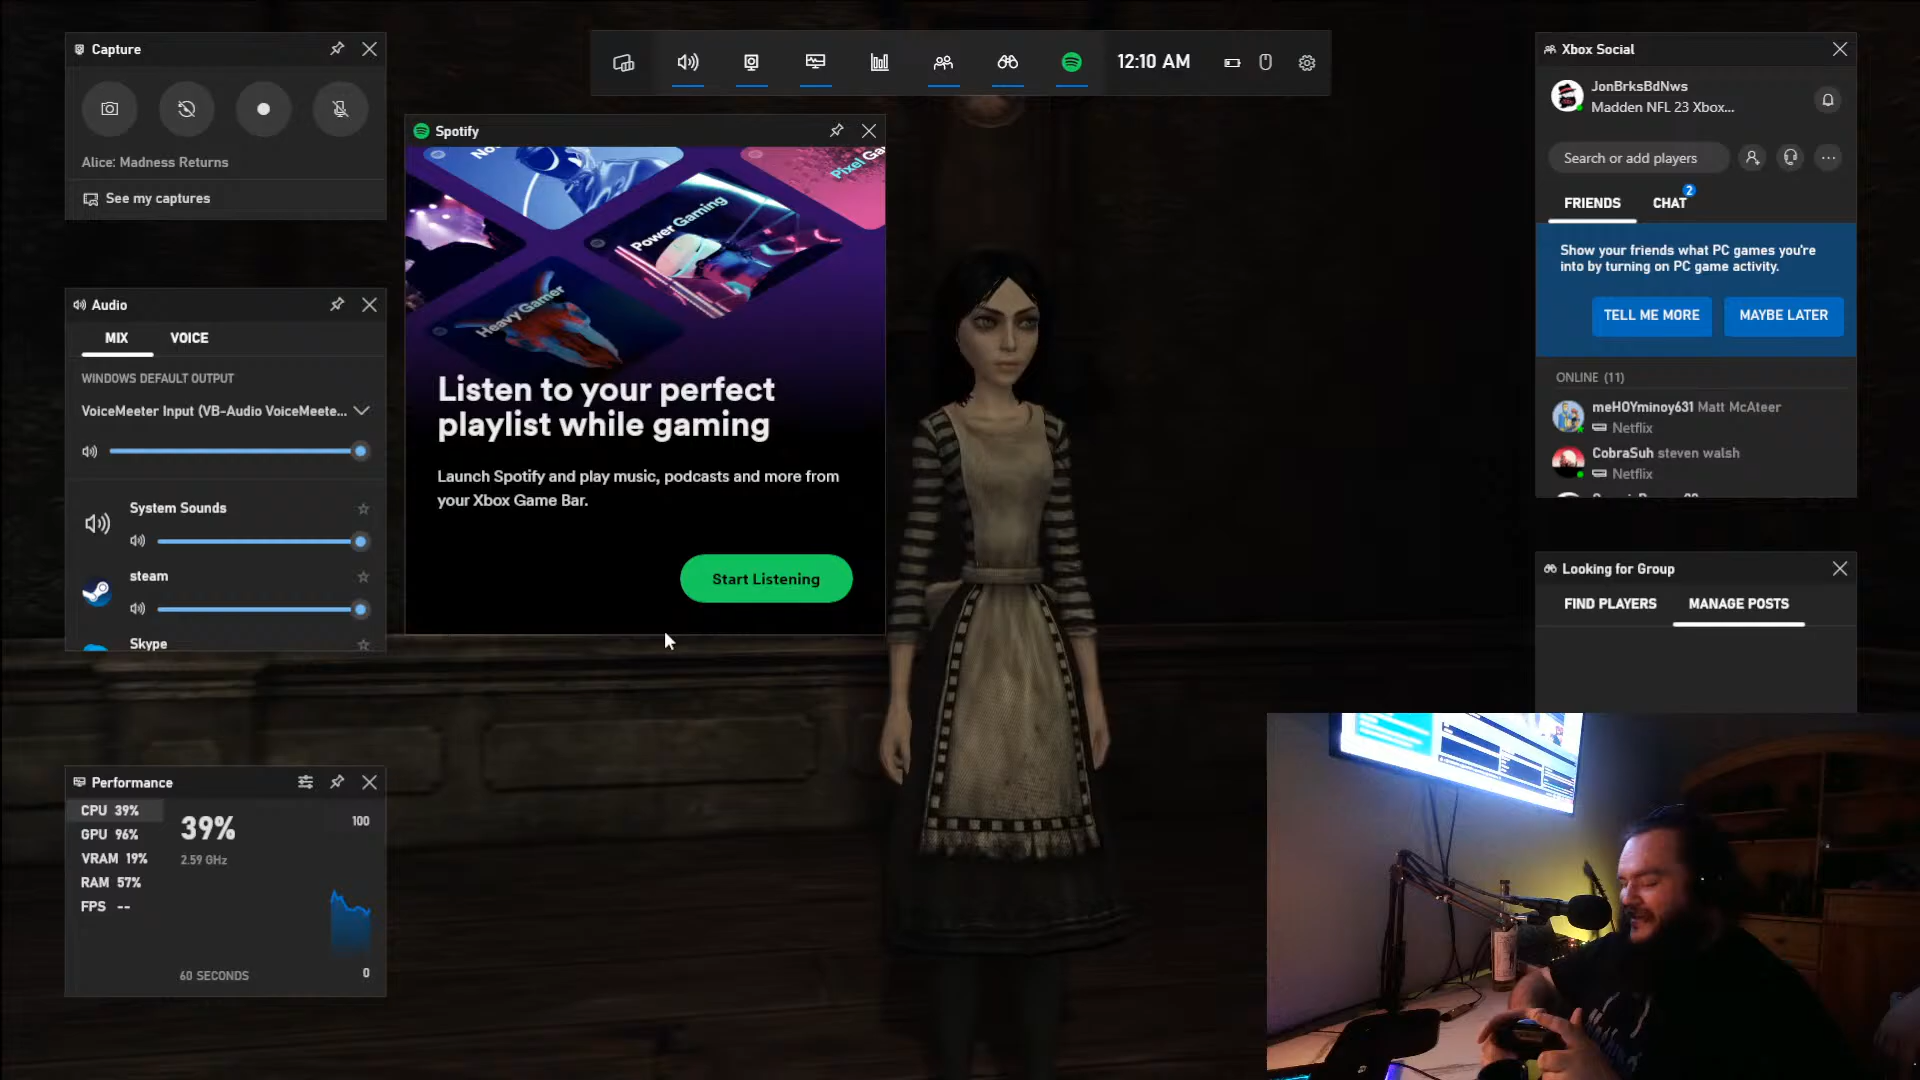 Capture
Alice: Madness Returns
See my captures
12:10 AM
Audio
MIX VOICE
WINDOWS DEFAULT OUTPUT
VoiceMeeter Input (VB-Audio VoiceMeete...
System Sounds
steam
Skype
Performance
CPU 39%
GPU 96%
VRAM 19%
RAM 57%
FPS --
39%
2.59 GHz
100
60 SECONDS
0
Spotify
Pixel Ga
Power Gaming
Heavy Gamer
Listen to your perfect
playlist while gaming
Launch Spotify and play music, podcasts and more from
your Xbox Game Bar.
Start Listening
Xbox Social
JonBrksBdNws
Madden NFL 23 Xbox...
Search or add players
FRIENDS CHAT 2
Show your friends what PC games you're
into by turning on PC game activity.
TELL ME MORE MAYBE LATER
ONLINE (11)
meHOYminoy631 Matt McAteer
Netflix
CobraSuh steven walsh
Netflix
Looking for Group
FIND PLAYERS MANAGE POSTS